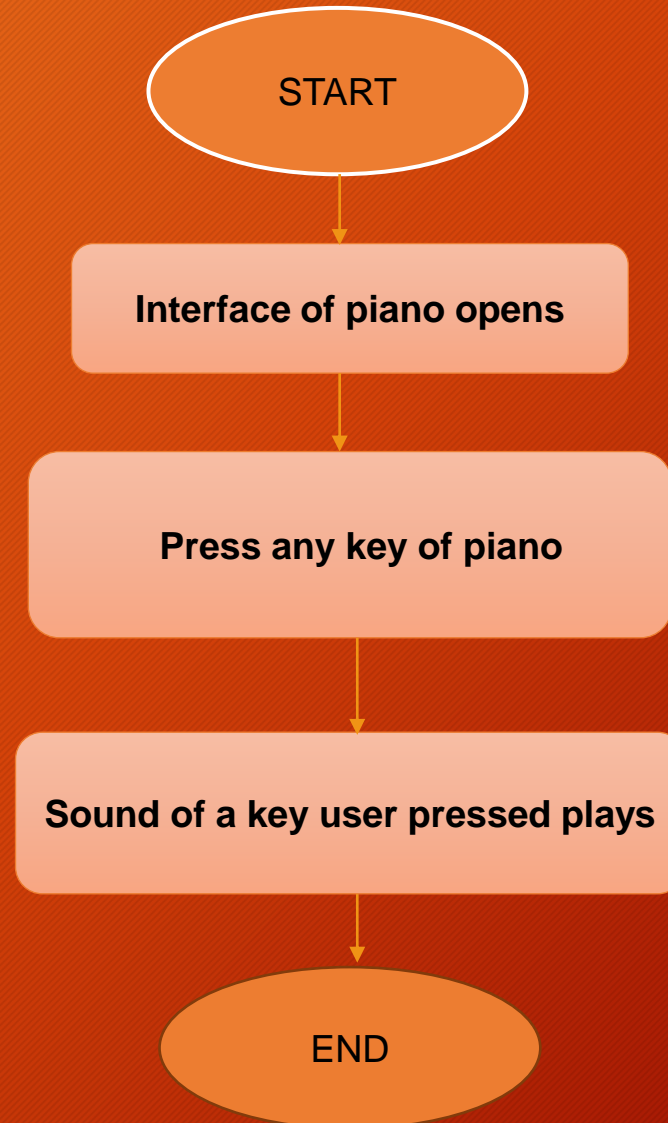 START
Interface of piano opens
Press any key of piano
Sound of a key user pressed plays
END